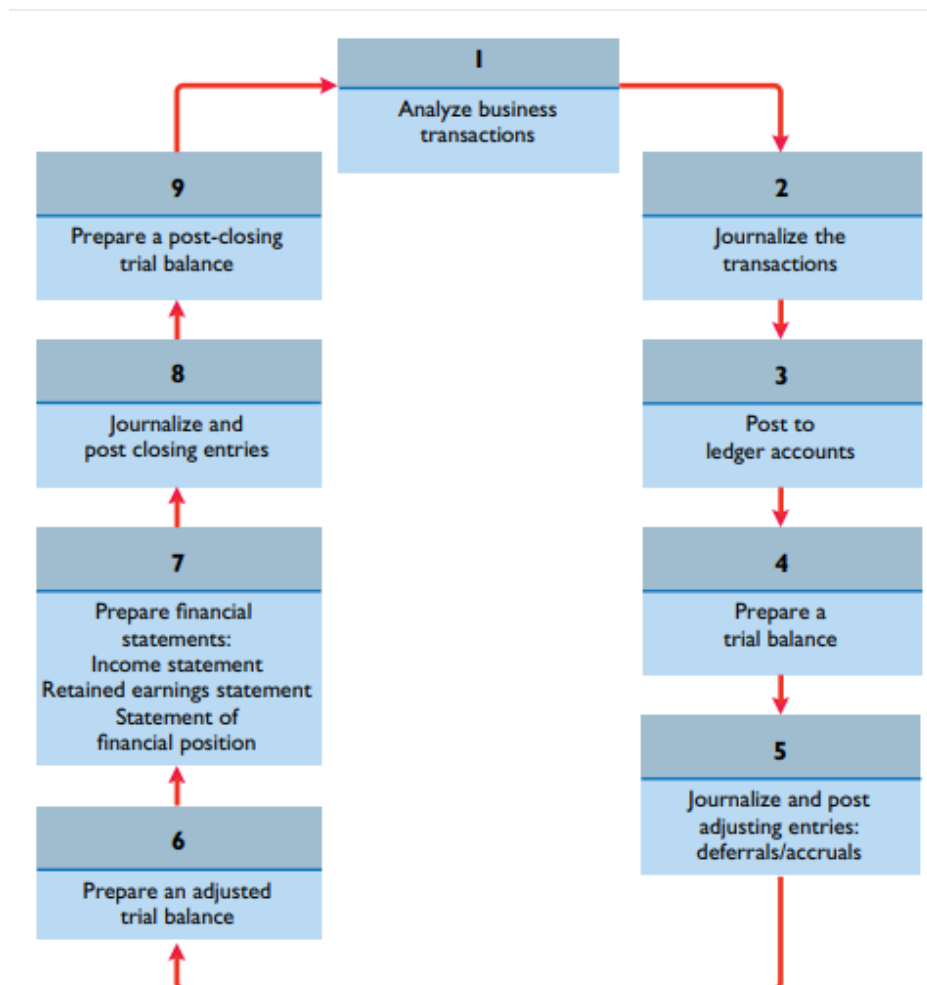 1
Analyze business
transactions
2
Journalize the
transactions
3
Post to
ledger accounts
4
Prepare a
trial balance
5
Journalize and post
adjusting entries:
deferrals/accruals
6
Prepare an adjusted
trial balance
7
Prepare financial
statements:
Income statement
Retained earnings statement
Statement of
financial position
8
Journalize and
post closing entries
9
Prepare a post-closing
trial balance